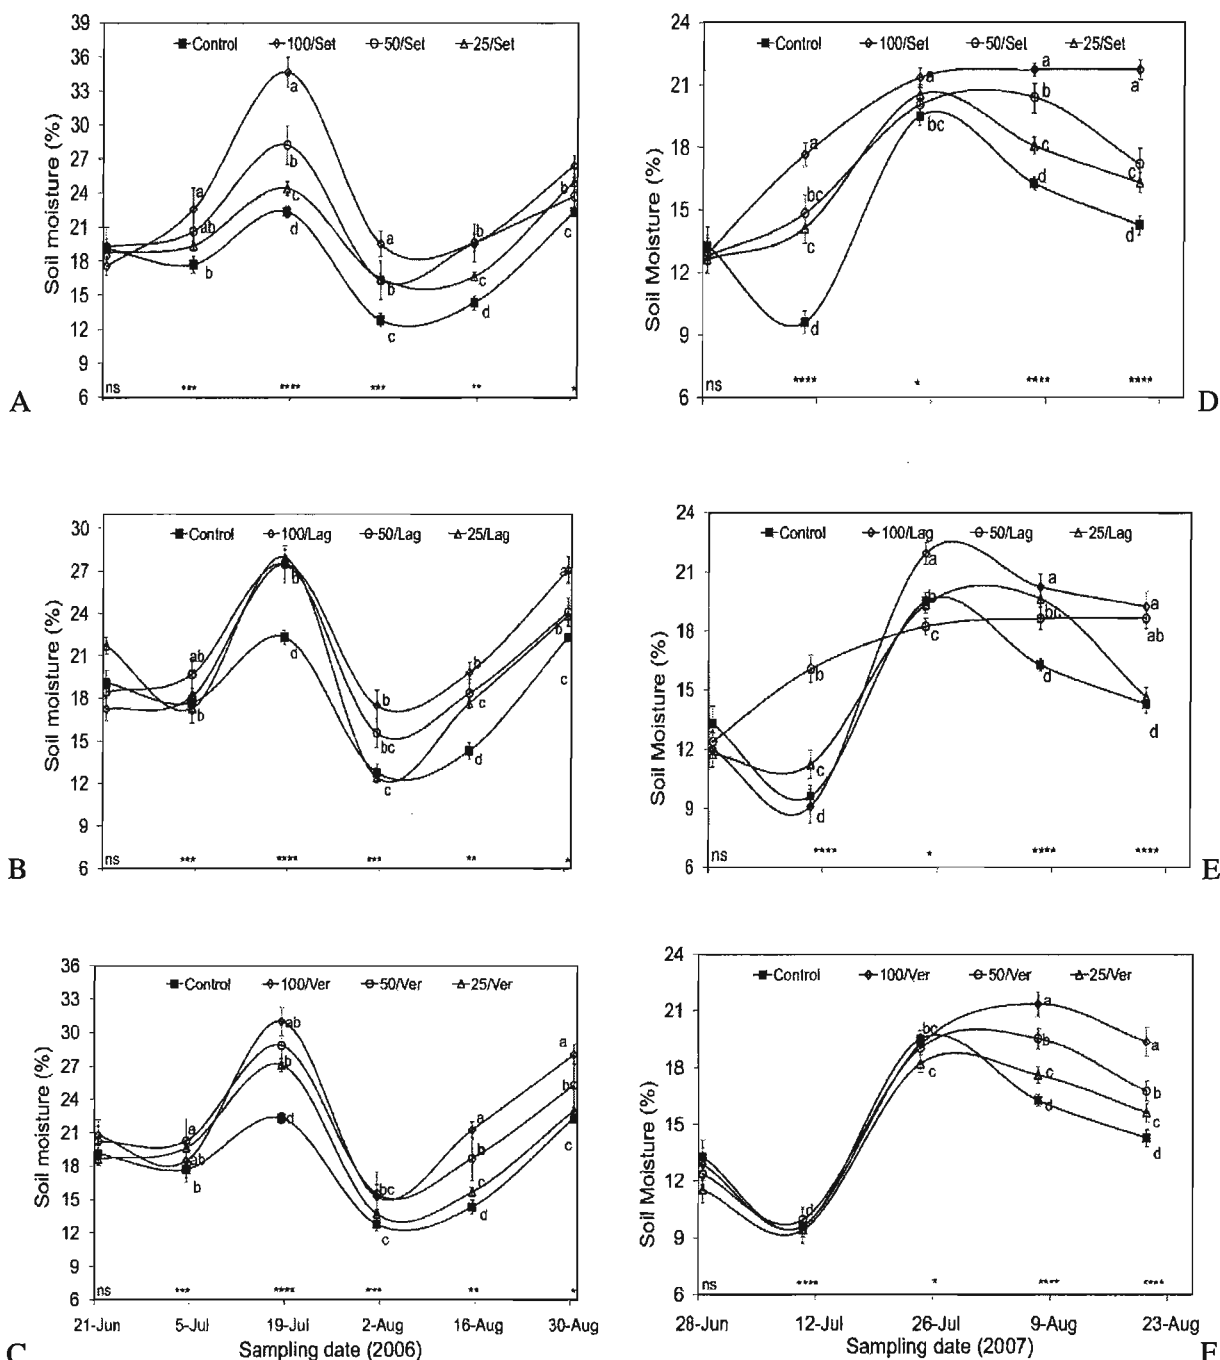 39
36
33
30
27
24
21
18
15
12
9
6
Soil moisture (%)
Control 100/Set 50/Set 25/Set
a
ab
b
a
b
c
d
a
b
c
b
c
d
b
c
ns *** **** *** ** *
A
24
21
18
15
12
9
6
Soil Moisture (%)
Control 100/Set 50/Set 25/Set
a
bc
c
d
a
bc
a
b
c
d
a
c
d
ns **** * **** ****
D
30
27
24
21
18
15
12
9
6
Soil moisture (%)
Control 100/Lag 50/Lag 25/Lag
ab
b
b
d
b
bc
c
b
c
d
a
b
c
ns *** **** *** ** *
B
24
21
18
15
12
9
6
Soil Moisture (%)
Control 100/Lag 50/Lag 25/Lag
b
c
d
a
b
c
a
bc
d
a
ab
d
ns **** * **** ****
E
36
33
30
27
24
21
18
15
12
9
6
Soil moisture (%)
Control 100/Ver 50/Ver 25/Ver
a
ab
b
ab
b
d
bc
c
a
b
c
d
a
bc
c
ns *** **** *** ** *
21-Jun 5-Jul 19-Jul 2-Aug 16-Aug 30-Aug
Sampling date (2006)
C
24
21
18
15
12
9
6
Soil Moisture (%)
Control 100/Ver 50/Ver 25/Ver
d
bc
c
a
b
c
d
a
b
c
d
ns **** * **** ****
28-Jun 12-Jul 26-Jul 9-Aug 23-Aug
Sampling date (2007)